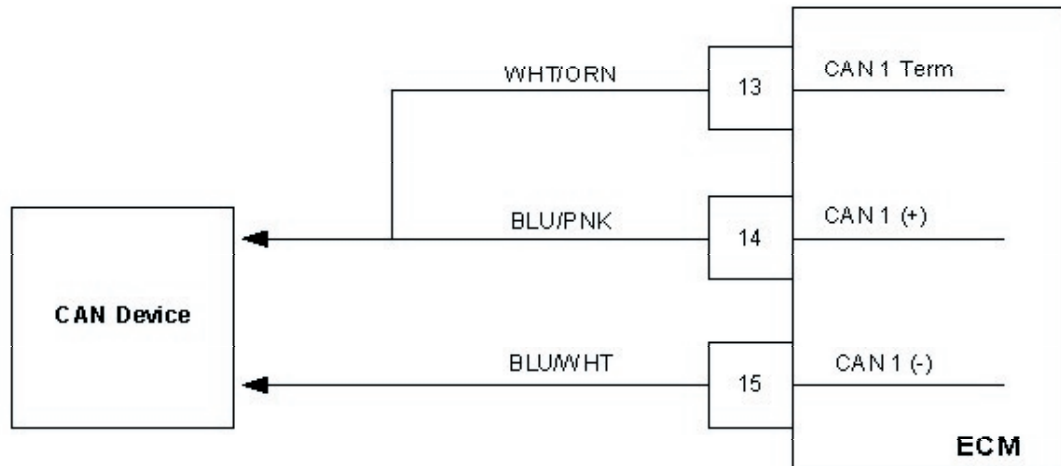 WHT/ORN
13
CAN 1 Term
BLU/PNK
14
CAN 1 (+)
CAN Device
BLU/WHT
15
CAN 1 (-)
ECM